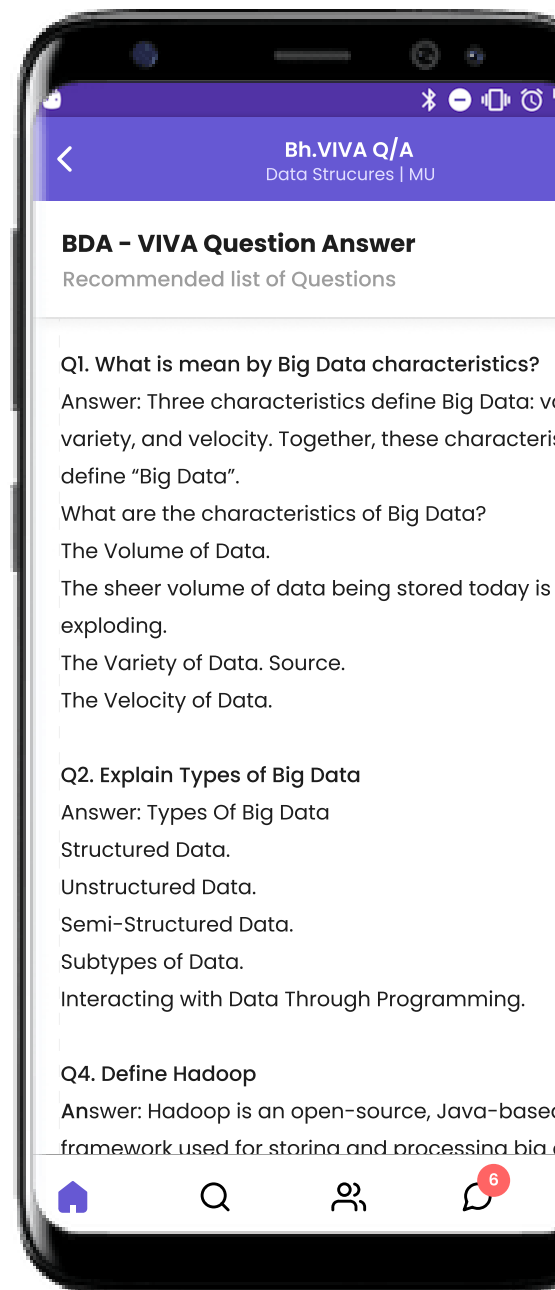 Bh.VIVA Q/A
Data Strucures | MU
BDA - VIVA Question Answer
Recommended list of Questions
Q1. What is mean by Big Data characteristics?
Answer: Three characteristics define Big Data:
variety, and velocity. Together, these
define “Big Data”.
What are the characteristics of Big Data?
The Volume of Data.
The sheer volume of data being stored today is
exploding.
The Variety of Data. Source.
The Velocity of Data.
Q2. Explain Types of Big Data
Answer: Types Of Big Data
Structured Data.
Unstructured Data.
Semi-Structured Data.
Subtypes of Data.
Interacting with Data Through Programming.
Q4. Define Hadoop
Answer: Hadoop is an open-source, Java-based
framework used for storing and processing big
6